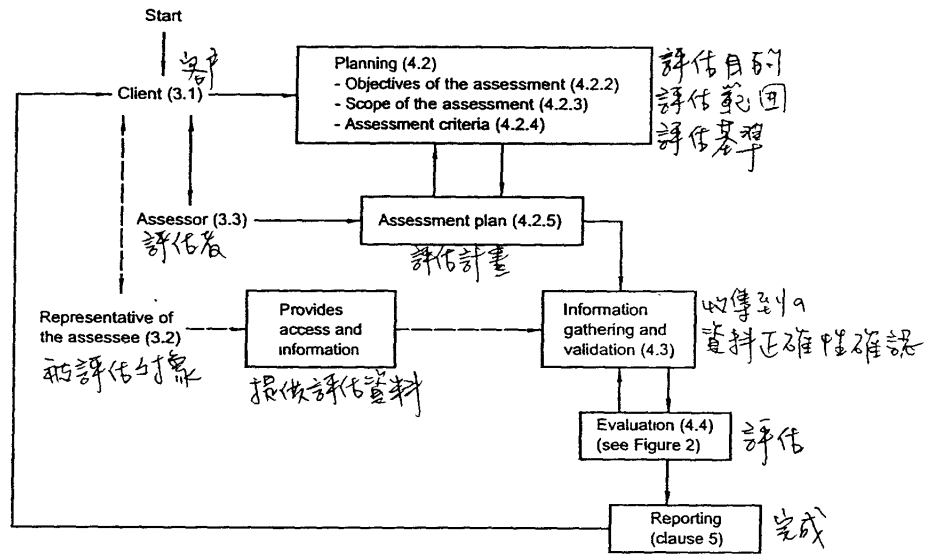 Start
客戶
Client (3.1)
Planning (4.2)
- Objectives of the assessment (4.2.2)
- Scope of the assessment (4.2.3)
- Assessment criteria (4.2.4)
評估目的
評估範圍
評估基準
Assessor (3.3)
評估者
Assessment plan (4.2.5)
評估計畫
Representative of
the assessee (3.2)
被評估対象
Provides
access and
information
提供評估資料
Information
gathering and
validation (4.3)
收集到的
資料正確性確認
Evaluation (4.4)
(see Figure 2)
評估
Reporting
(clause 5)
完成